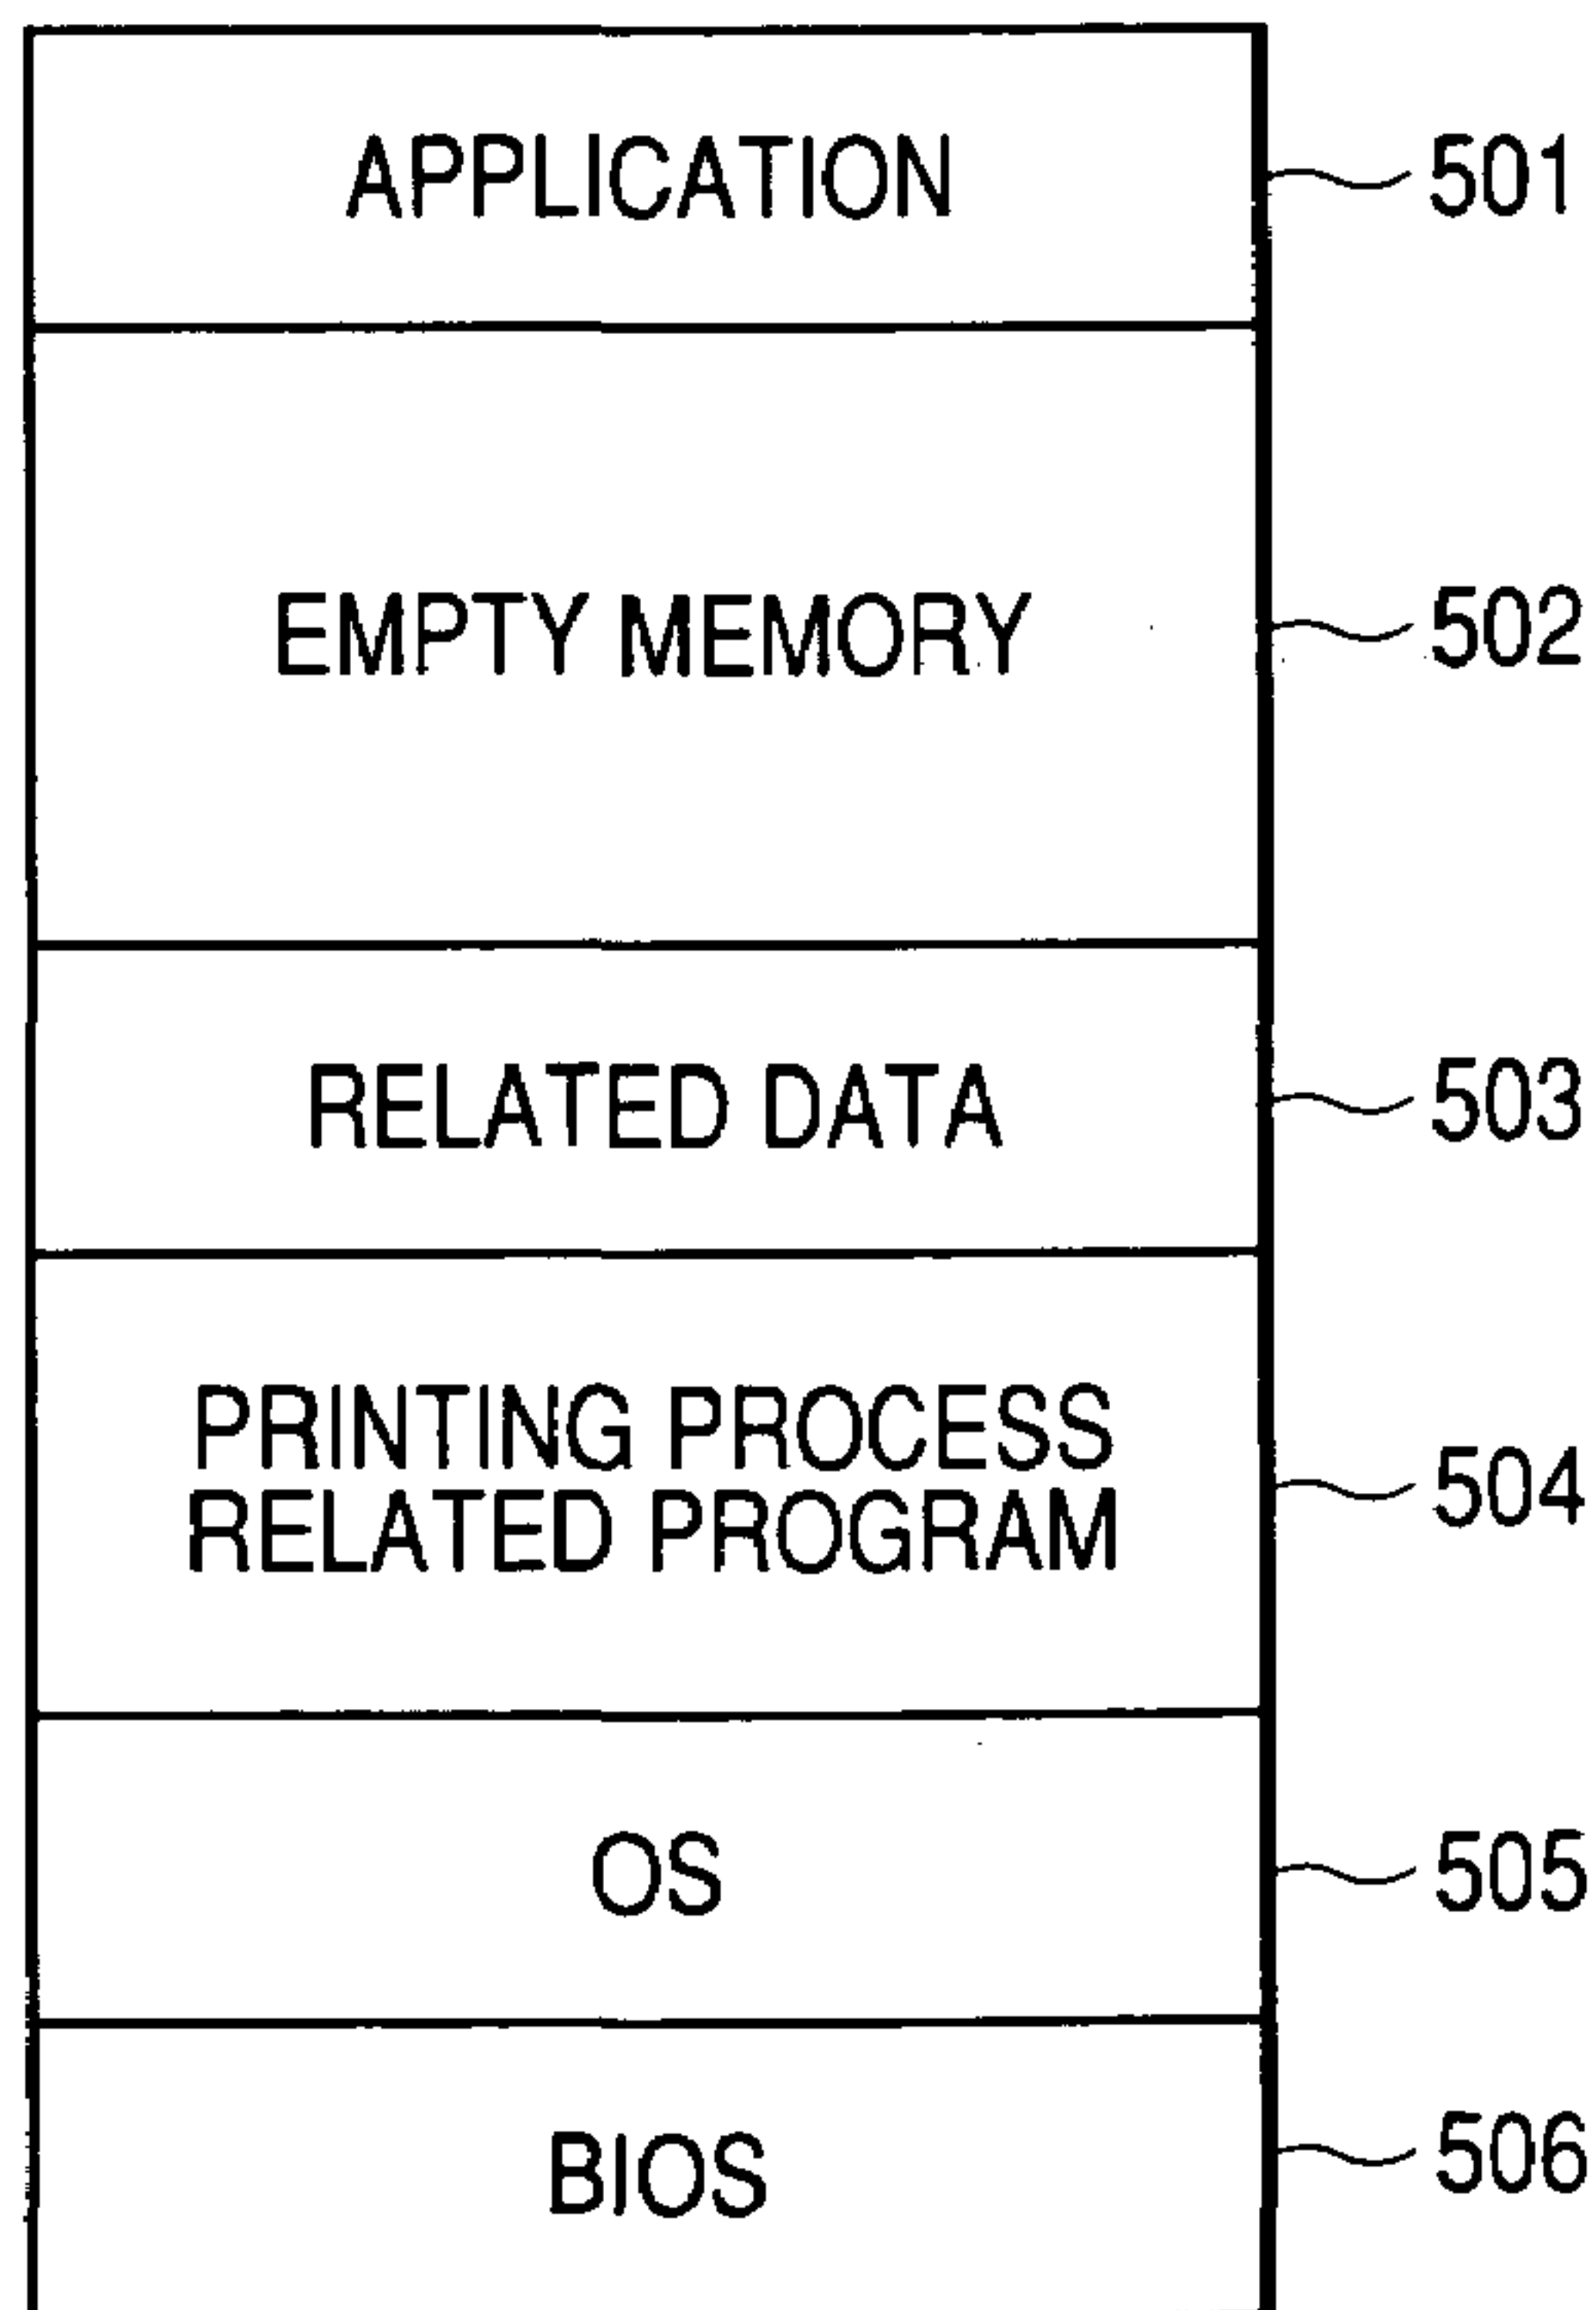 APPLICATION 501
EMPTY MEMORY 502
RELATED DATA 503
PRINTING PROCESS
RELATED PROGRAM 504
OS 505
BIOS 506